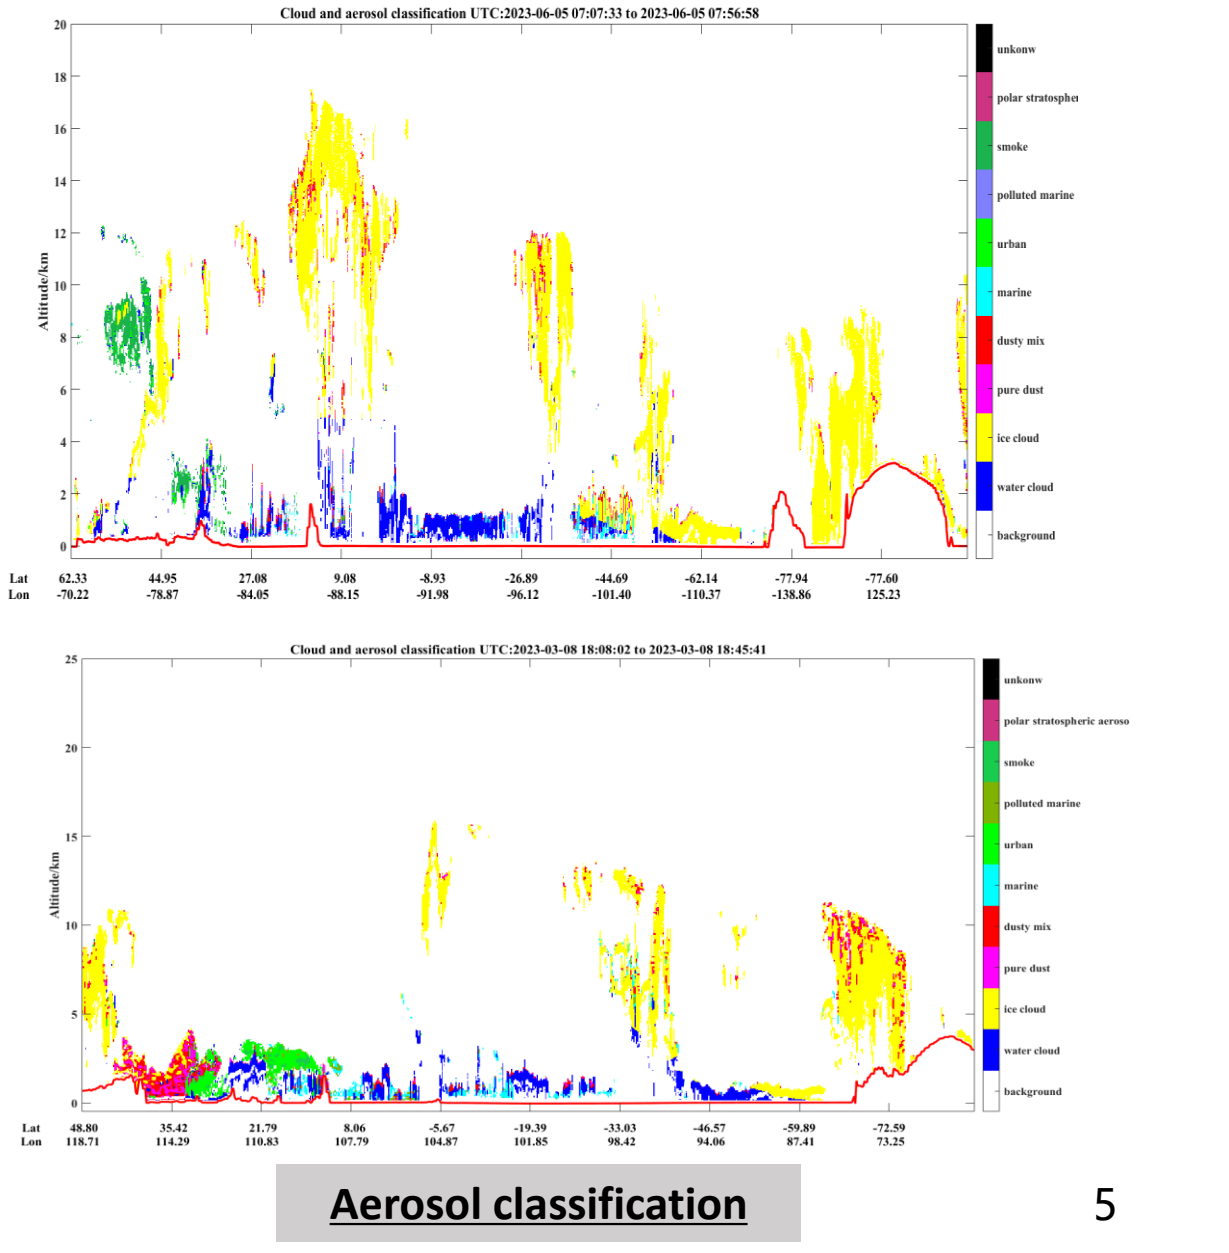 Cloud and aerosol classification UTC:2023-06-05 07:07:33 to 2023-06-05 07:56:58
20
18
16
14
12
10
8
6
4
2
0
Altitude/km
unkonw
polar stratosphe
smoke
polluted marine
urban
marine
dusty mix
pure dust
ice cloud
water cloud
background
Lat 62.33 44.95 27.08 9.08 -8.93 -26.89 -44.69 -62.14 -77.94 -77.60
Lon -70.22 -78.87 -84.05 -88.15 -91.98 -96.12 -101.40 -110.37 -138.86 125.23
Cloud and aerosol classification UTC:2023-03-08 18:08:02 to 2023-03-08 18:45:41
25
20
15
10
5
0
Altitude/km
unkonw
polar stratospheric aeroso
smoke
polluted marine
urban
marine
dusty mix
pure dust
ice cloud
water cloud
background
Lat 48.80 35.42 21.79 8.06 -5.67 -19.39 -33.03 -46.57 -59.89 -72.59
Lon 118.71 114.29 110.83 107.79 104.87 101.85 98.42 94.06 87.41 73.25
Aerosol classification
5